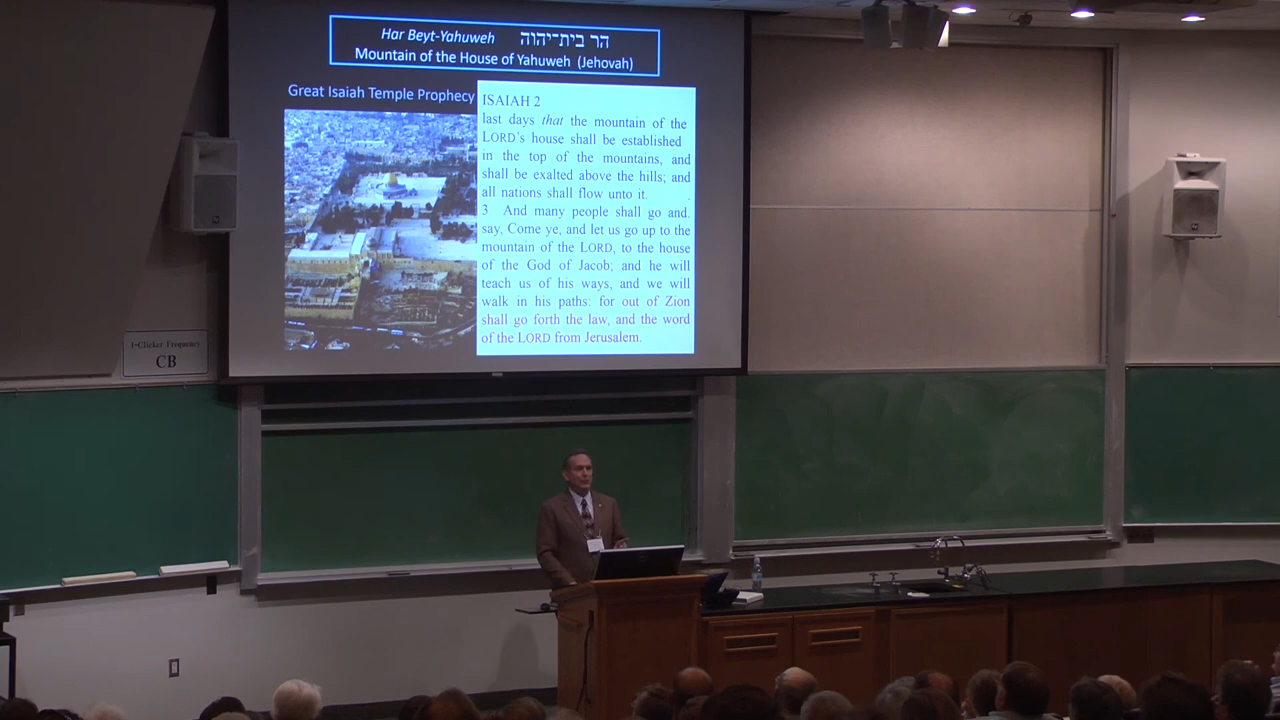 Har Beyt-Yahuweh הר בית־יהוה
Mountain of the House of Yahuweh (Jehovah)
Great Isaiah Temple Prophecy
ISAIAH 2
last days that the mountain of the
LORD's house shall be established
in the top of the mountains, and
shall be exalted above the hills; and
all nations shall flow unto it.
3 And many people shall go and
say, Come ye, and let us go up to the
mountain of the LORD, to the house
of the God of Jacob; and he will
teach us of his ways, and we will
walk in his paths: for out of Zion
shall go forth the law, and the word
of the LORD from Jerusalem.
i-Clicker Frequency
CB